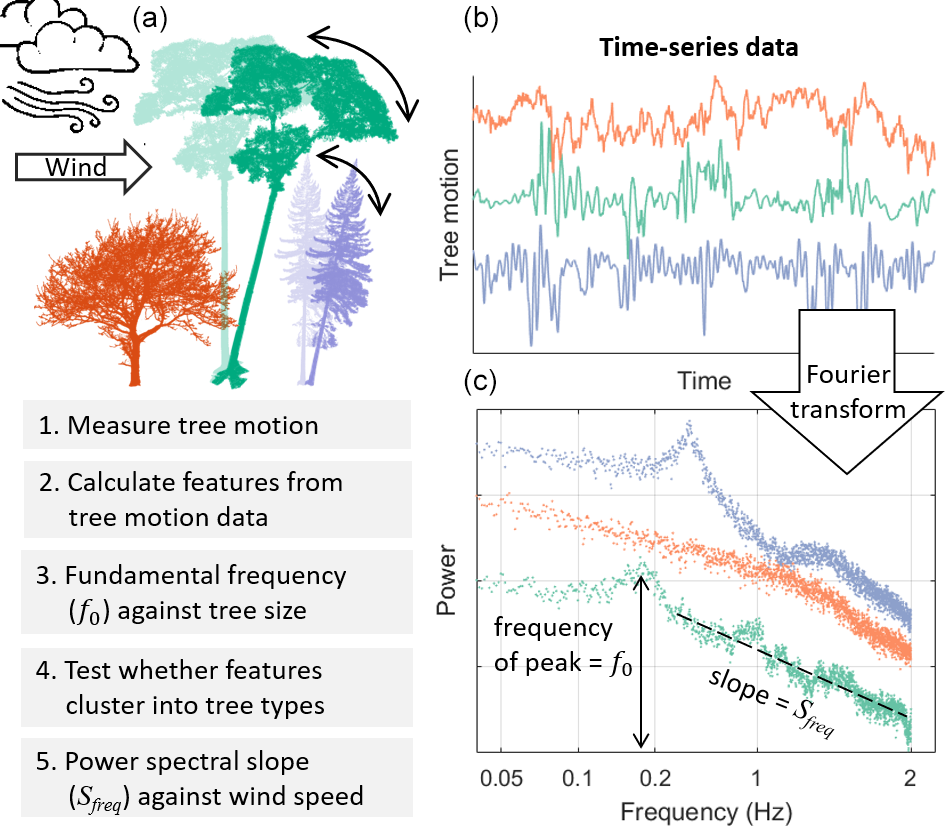 (a)
Wind
1. Measure tree motion
2. Calculate features from
tree motion data
3. Fundamental frequency
(f0) against tree size
4. Test whether features
cluster into tree types
5. Power spectral slope
(Sfreq) against wind speed
(b)
Time-series data
Tree motion
Time
Fourier
transform
(c)
Power
frequency
of peak = f0
slope = Sfreq
0.05 0.1 0.2 1 2
Frequency (Hz)